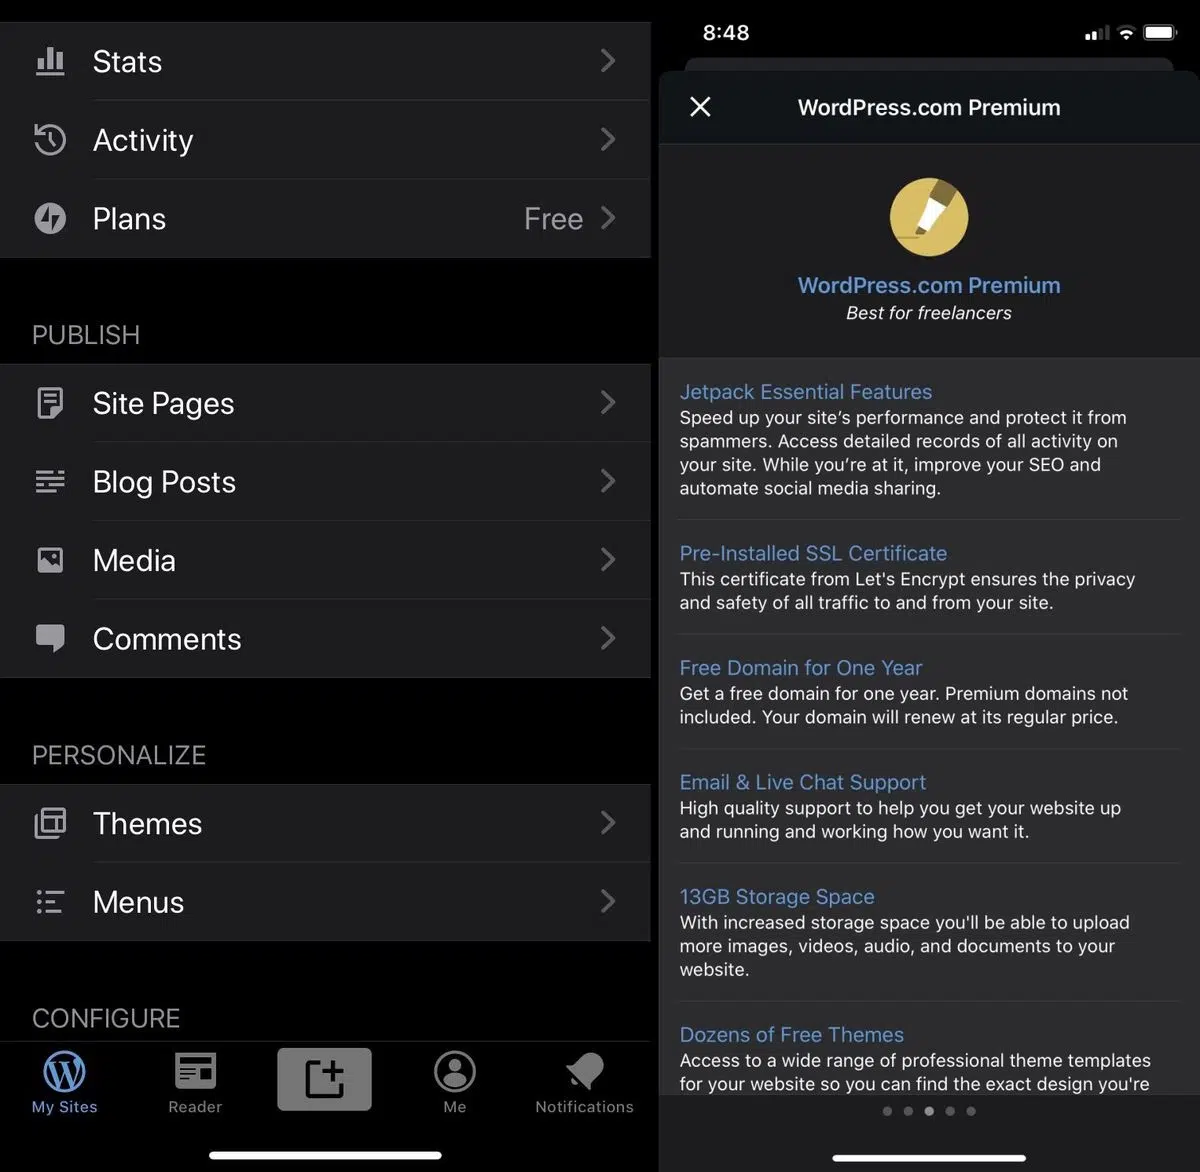 Stats
Activity
Plans
Free
PUBLISH
Site Pages
Blog Posts
Media
Comments
PERSONALIZE
Themes
Menus
CONFIGURE
My Sites
Reader
Me
Notifications
8:48
WordPress.com Premium
WordPress.com Premium
Best for freelancers
Jetpack Essential Features
Speed up your site’s performance and protect it from
spammers. Access detailed records of all activity on
your site. While you’re at it, improve your SEO and
automate social media sharing.
Pre-Installed SSL Certificate
This certificate from Let's Encrypt ensures the privacy
and safety of all traffic to and from your site.
Free Domain for One Year
Get a free domain for one year. Premium domains not
included. Your domain will renew at its regular price.
Email & Live Chat Support
High quality support to help you get your website up
and running and working how you want it.
13GB Storage Space
With increased storage space you'll be able to upload
more images, videos, audio, and documents to your
website.
Dozens of Free Themes
Access to a wide range of professional theme templates
for your website so you can find the exact design you're